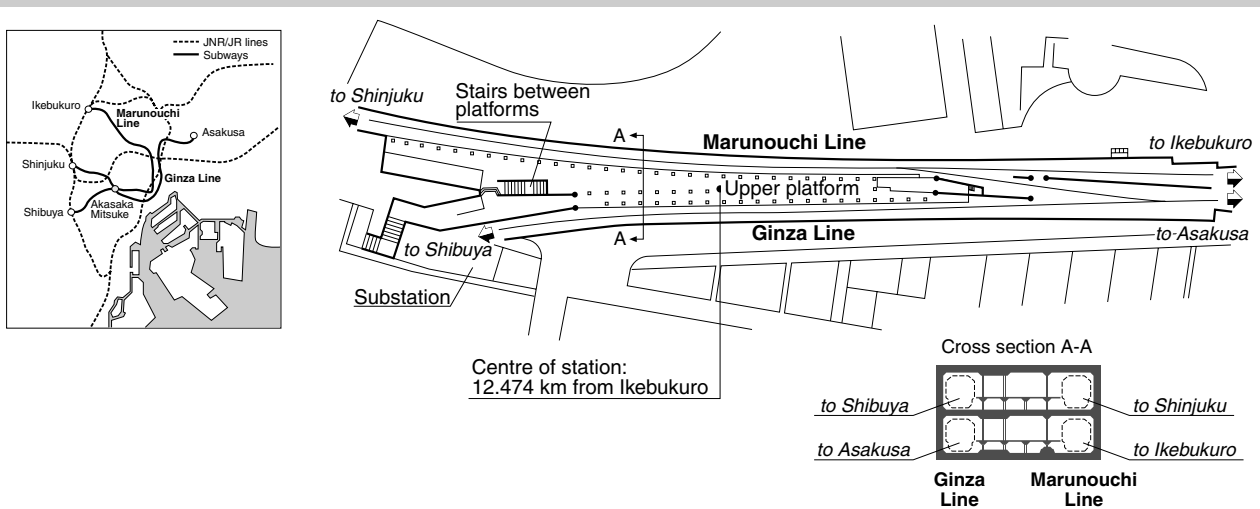 JNR/JR lines
Subways
Ikebukuro
Marunouchi
Line
Asakusa
Shinjuku
Ginza Line
Akasaka
Mitsuke
Shibuya
to Shinjuku
Stairs between
platforms
A
Marunouchi Line
to Ikebukuro
Upper platform
Ginza Line
A
to Shibuya
to Asakusa
Substation
Centre of station:
12.474 km from Ikebukuro
Cross section A-A
to Shibuya
to Shinjuku
to Asakusa
to Ikebukuro
Ginza
Line
Marunouchi
Line